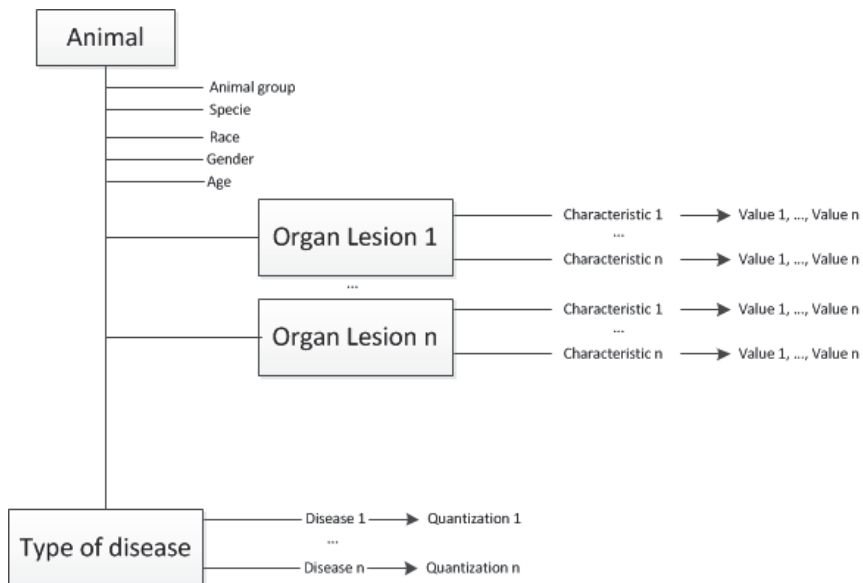 Animal
Animal group
Specie
Race
Gender
Age
Organ Lesion 1
Characteristic 1 Value 1, ..., Value n
...
Characteristic n Value 1, ..., Value n
...
Organ Lesion n
Characteristic 1 Value 1, ..., Value n
...
Characteristic n Value 1, ..., Value n
Type of disease
Disease 1 Quantization 1
...
Disease n Quantization n